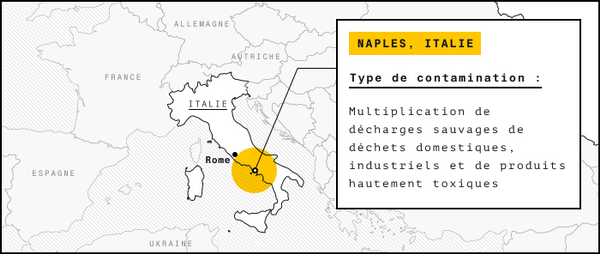 ALLEMAGNE
AUTRICHE
FRANCE
ITALIE
Rome
ESPAGNE
UKRAINE
NAPLES, ITALIE
Type de contamination :
Multiplication de
décharges sauvages de
déchets domestiques,
industriels et de produits
hautement toxiques